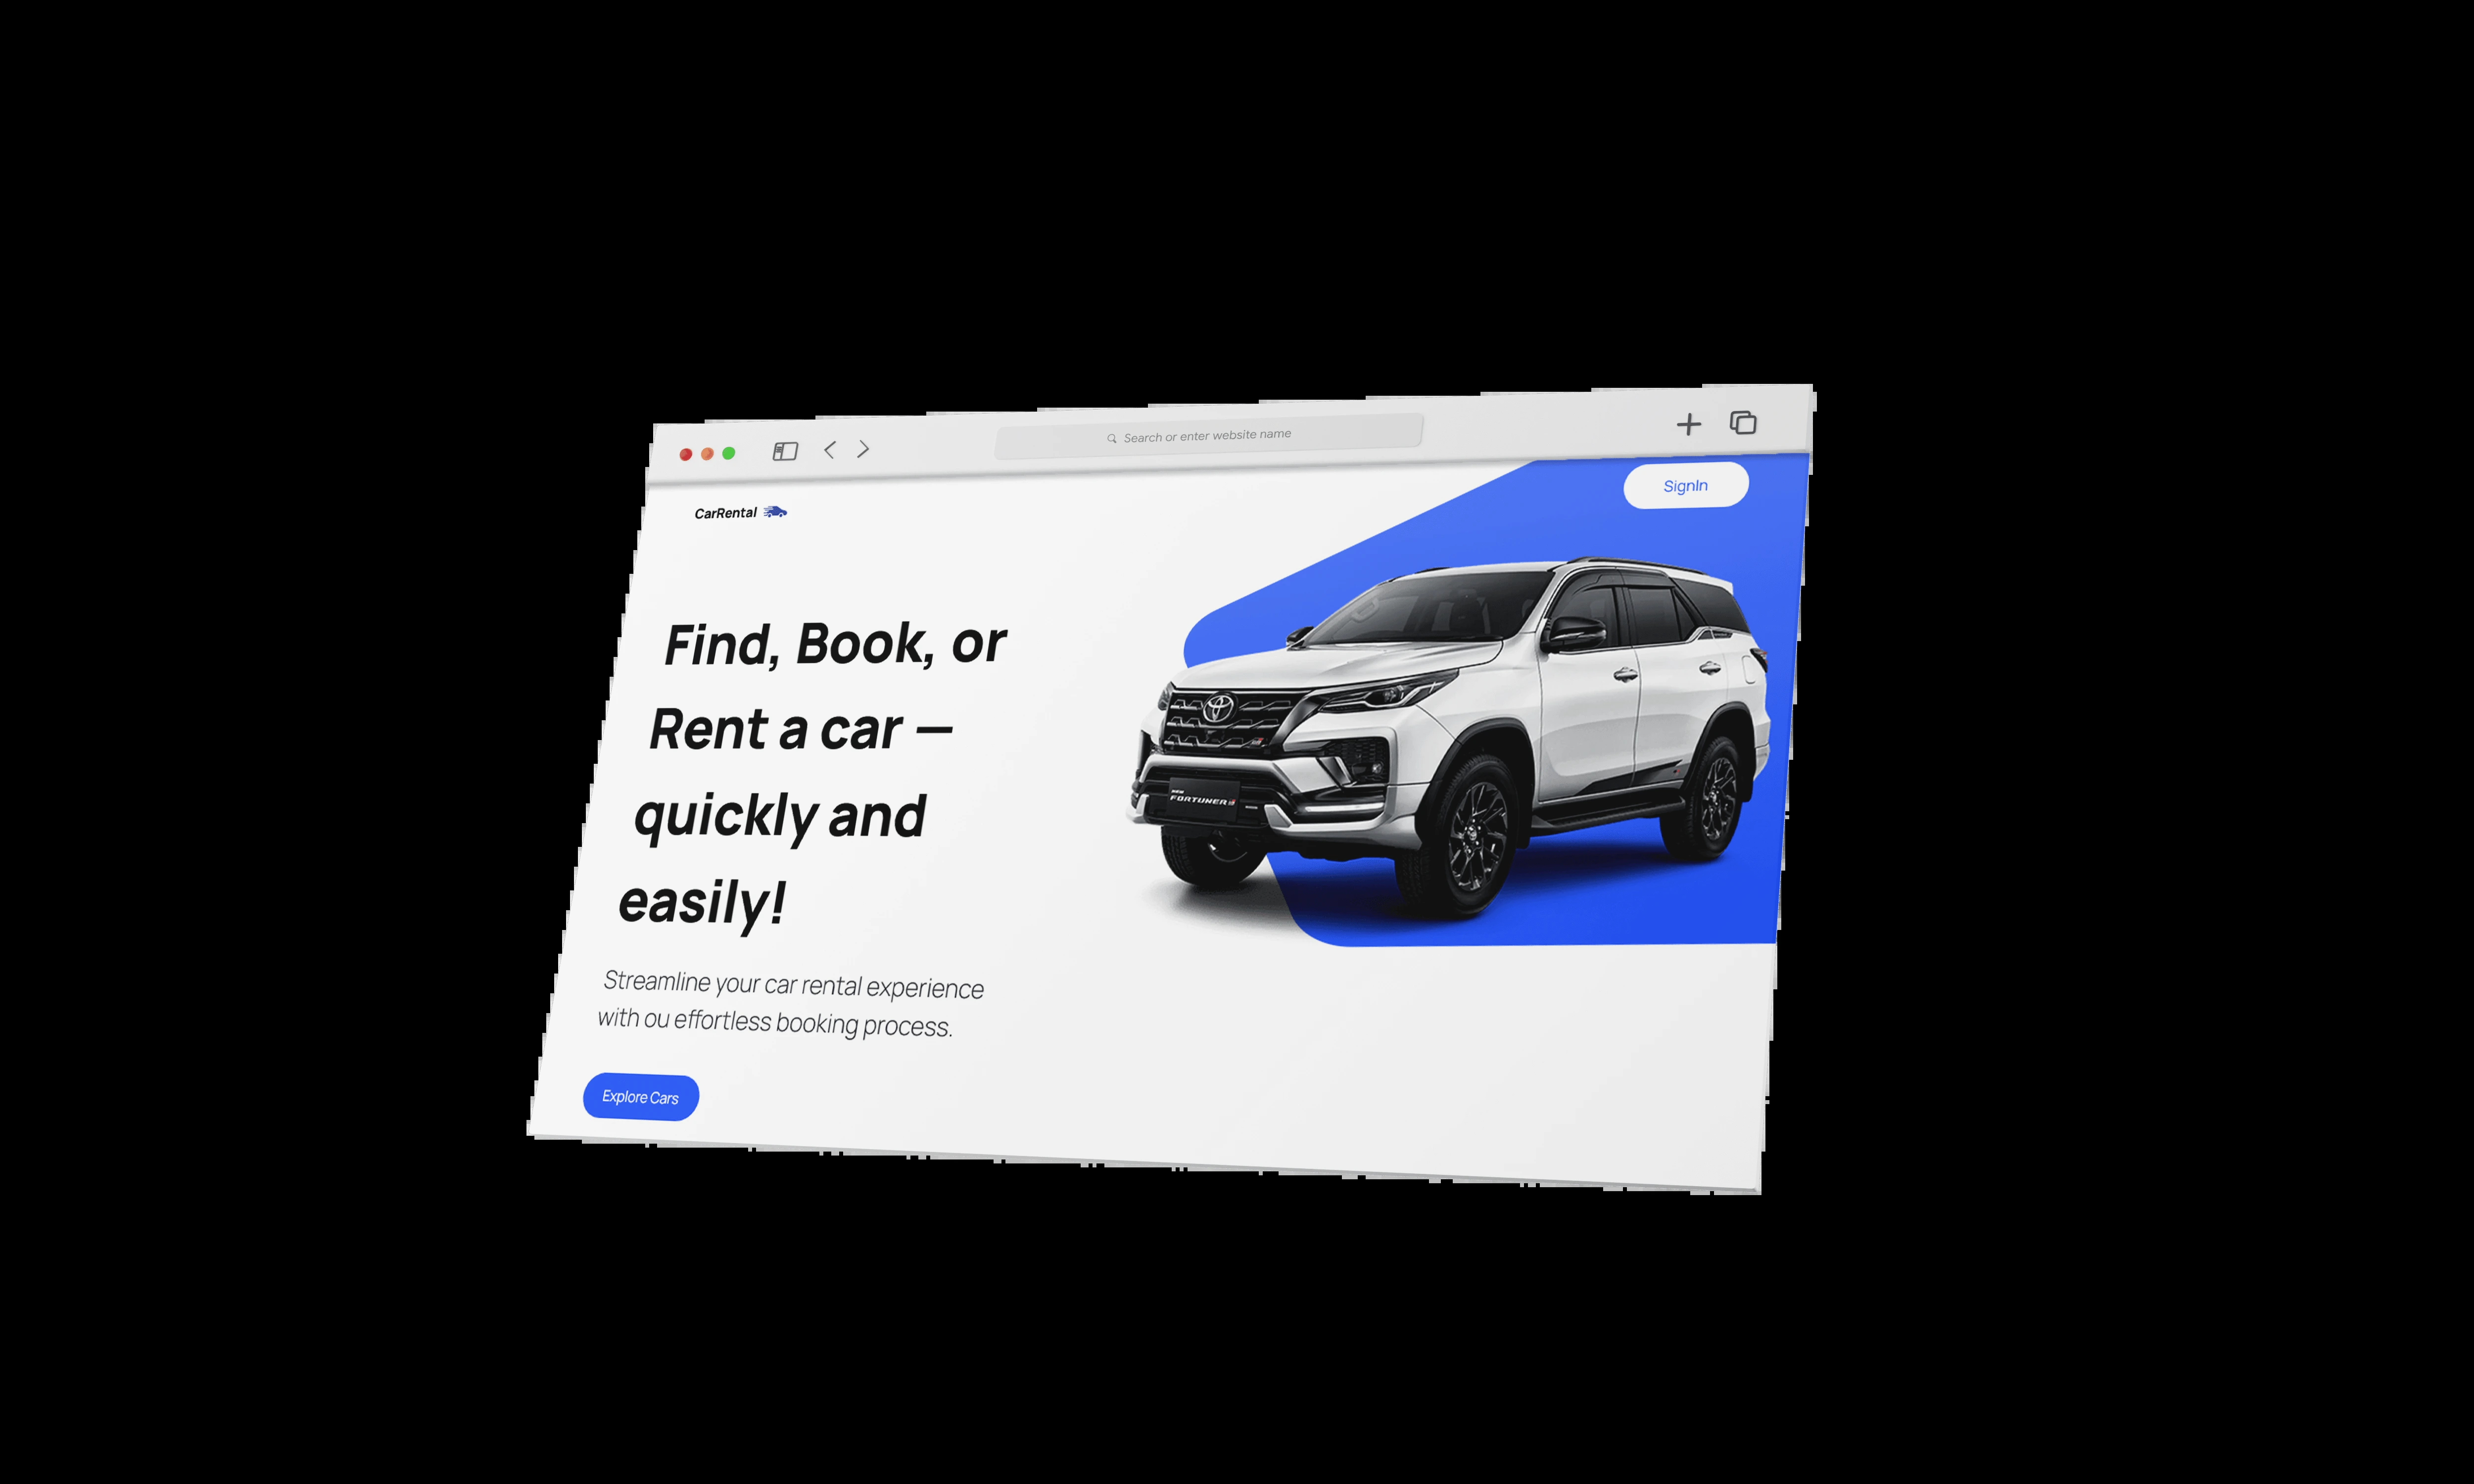 Search or enter website name
CarRental
SignIn
Find, Book, or
Rent a car —
quickly and
easily!
NEW
FORTUNER
Streamline your car rental experience
with ou effortless booking process.
Explore Cars